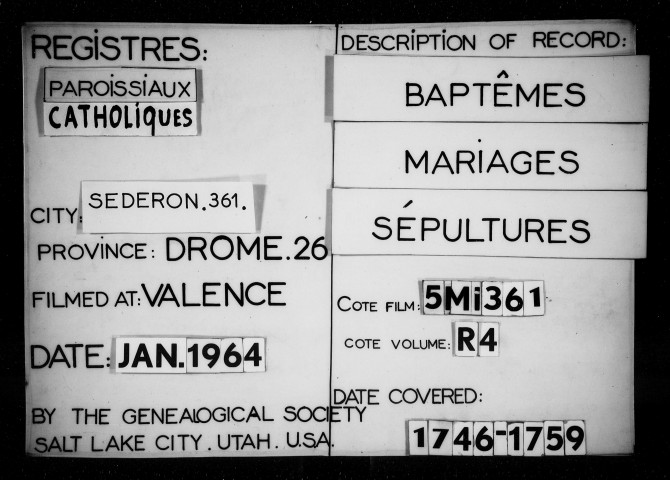 REGISTRES:
PAROISSIAUX
CATHOLIQUES
CITY: SEDERON.361.
PROVINCE: DROME.26
FILMED AT: VALENCE
DATE: JAN.1964
BY THE GENEALOGICAL SOCIETY
SALT LAKE CITY. UTAH. U.S.A.
DESCRIPTION OF RECORD:
BAPTÊMES
MARIAGES
SÉPULTURES
COTE FILM: 5Mi361
COTE VOLUME: R4
DATE COVERED:
1746-1759